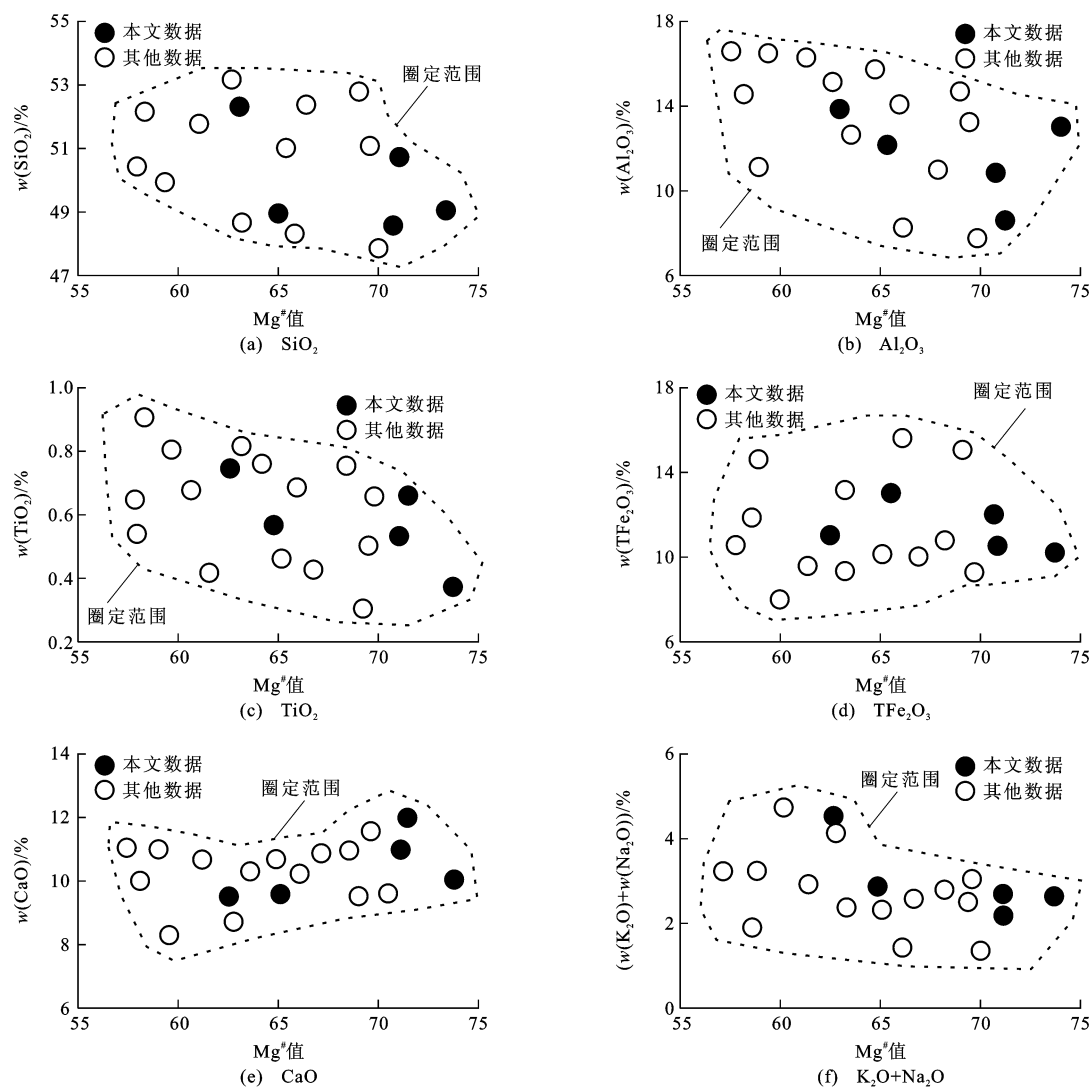 55
53
51
49
47
w(SiO₂)/%
本文数据
其他数据
圈定范围
55 60 65 70 75
Mg#值
(a) SiO₂
18
14
10
6
w(Al₂O₃)/%
本文数据
其他数据
圈定范围
55 60 65 70 75
Mg#值
(b) Al₂O₃
1.0
0.8
0.6
0.4
0.2
w(TiO₂)/%
本文数据
其他数据
圈定范围
55 60 65 70 75
Mg#值
(c) TiO₂
18
14
10
6
w(TFe₂O₃)/%
本文数据
其他数据
圈定范围
55 60 65 70 75
Mg#值
(d) TFe₂O₃
14
12
10
8
6
w(CaO)/%
本文数据
其他数据
圈定范围
55 60 65 70 75
Mg#值
(e) CaO
6
4
2
0
(w(K₂O)+w(Na₂O))/%
本文数据
其他数据
圈定范围
55 60 65 70 75
Mg#值
(f) K₂O+Na₂O